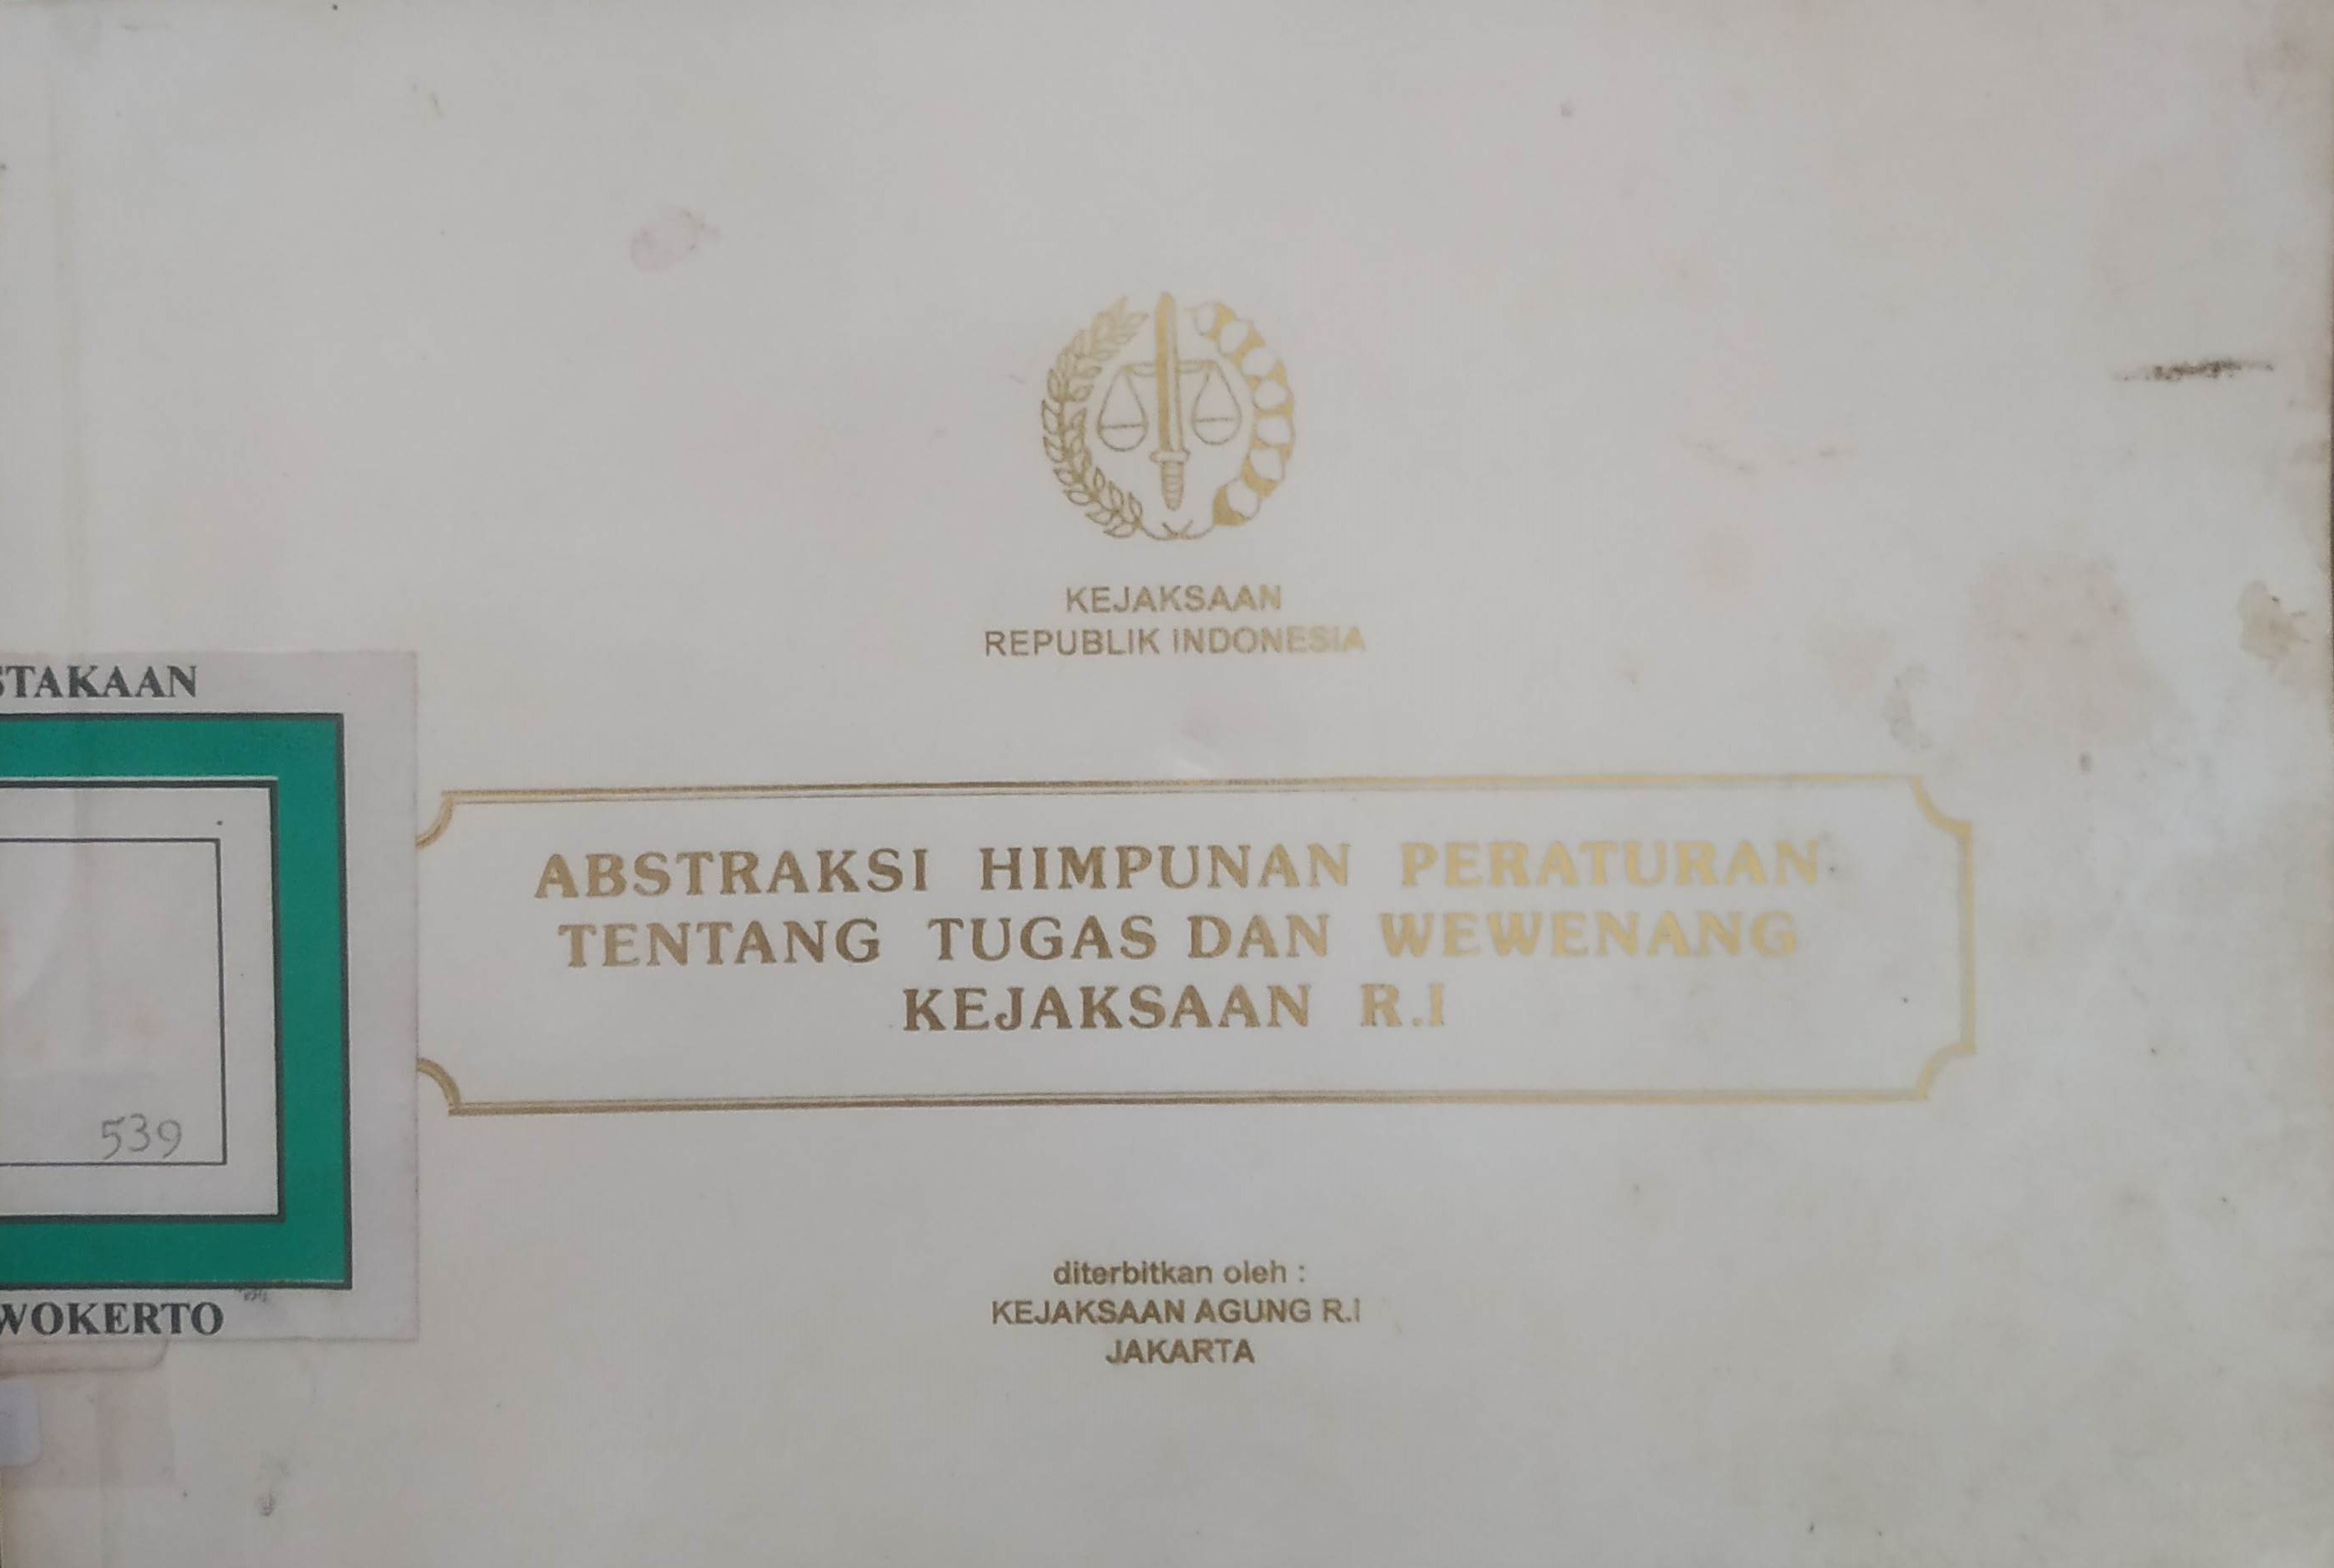 KEJAKSAAN
REPUBLIK INDONESIA
STAKAAN
ABSTRAKSI HIMPUNAN PERATURAN
TENTANG TUGAS DAN WEWENANG
KEJAKSAAN R.I
539
diterbitkan oleh :
KEJAKSAAN AGUNG R.I
JAKARTA
WOKERTO